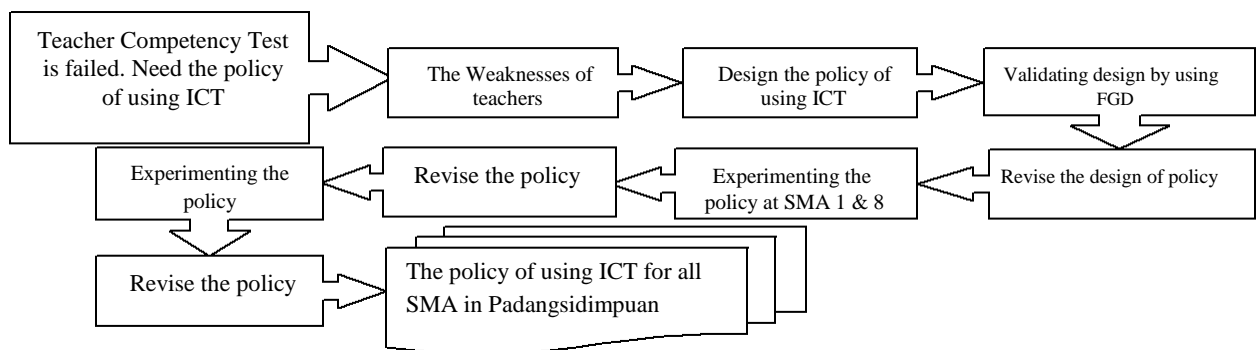 Teacher Competency Test
is failed. Need the policy
of using ICT
The Weaknesses of
teachers
Design the policy of
using ICT
Validating design by using
FGD
Revise the design of policy
Experimenting the
policy at SMA 1 & 8
Revise the policy
Experimenting the
policy
Revise the policy
The policy of using ICT for all
SMA in Padangsidimpuan